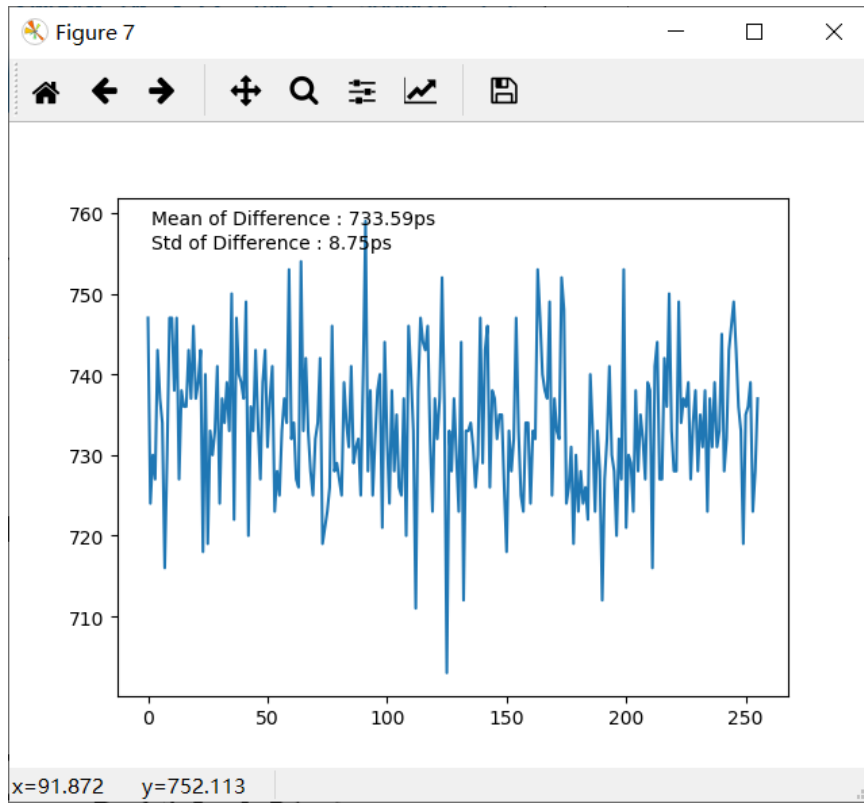 Figure 7
Mean of Difference : 733.59ps
Std of Difference : 8.75ps
760
750
740
730
720
710
0 50 100 150 200 250
x=91.872 y=752.113